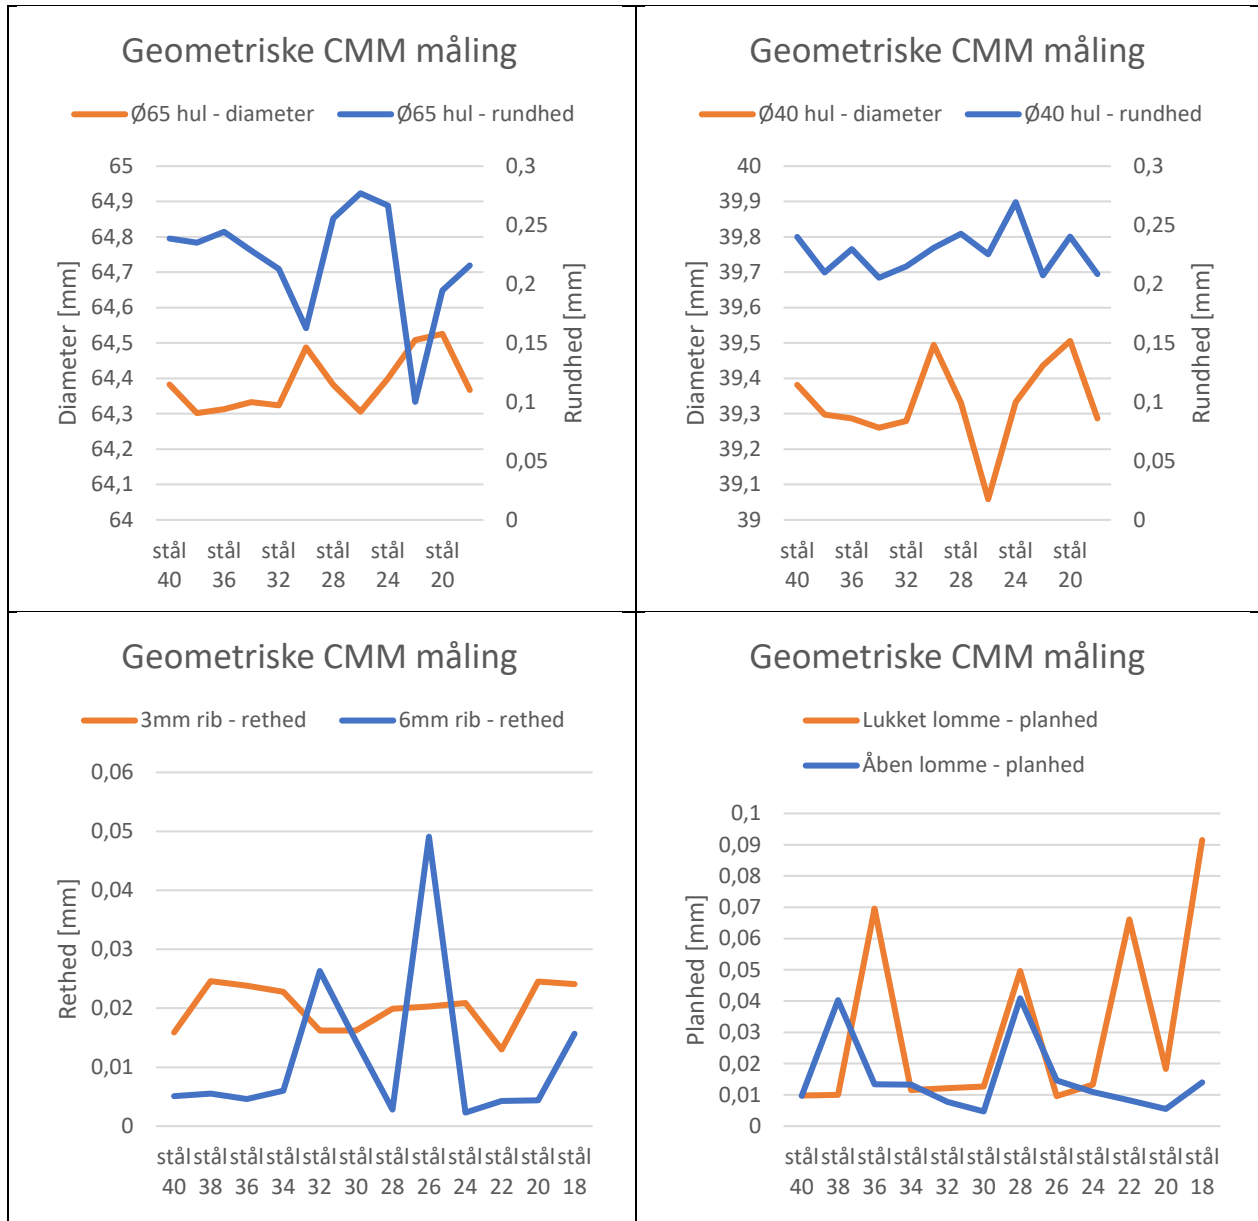 Geometriske CMM måling
Ø65 hul - diameter Ø65 hul - rundhed
65
64,9
64,8
64,7
64,6
64,5
64,4
64,3
64,2
64,1
64
Diameter [mm]
0,3
0,25
0,2
0,15
0,1
0,05
0
Rundhed [mm]
stål stål stål stål stål stål
40 36 32 28 24 20
Geometriske CMM måling
Ø40 hul - diameter Ø40 hul - rundhed
40
39,9
39,8
39,7
39,6
39,5
39,4
39,3
39,2
39,1
39
Diameter [mm]
0,3
0,25
0,2
0,15
0,1
0,05
0
Rundhed [mm]
stål stål stål stål stål stål
40 36 32 28 24 20
Geometriske CMM måling
3mm rib - rethed 6mm rib - rethed
0,06
0,05
0,04
0,03
0,02
0,01
0
Rethed [mm]
stål stål stål stål stål stål stål stål stål stål stål stål
40 38 36 34 32 30 28 26 24 22 20 18
Geometriske CMM måling
Lukket lomme - planhed
Åben lomme - planhed
0,1
0,09
0,08
0,07
0,06
0,05
0,04
0,03
0,02
0,01
0
Planhed [mm]
stål stål stål stål stål stål stål stål stål stål stål stål
40 38 36 34 32 30 28 26 24 22 20 18